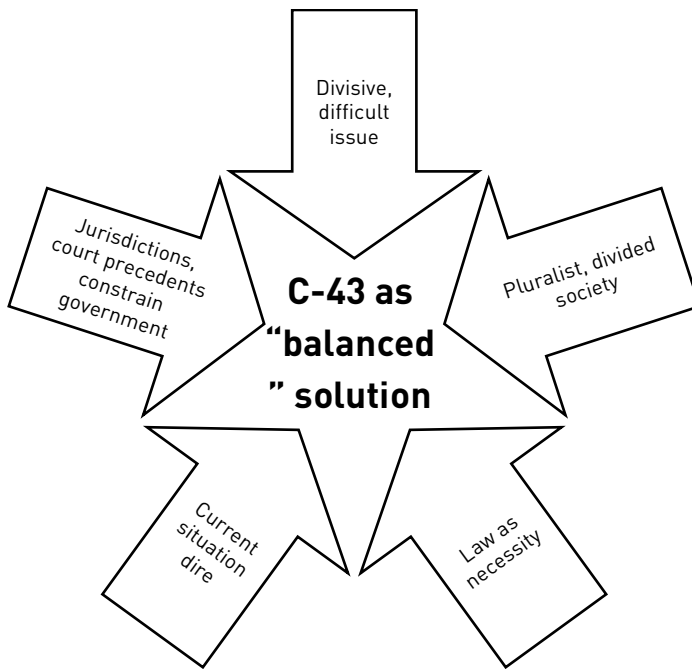 Divisive,
difficult
issue
Jurisdictions,
court precedents
constrain
government
Pluralist, divided
society
C-43 as
“balanced
” solution
Current
situation
dire
Law as
necessity